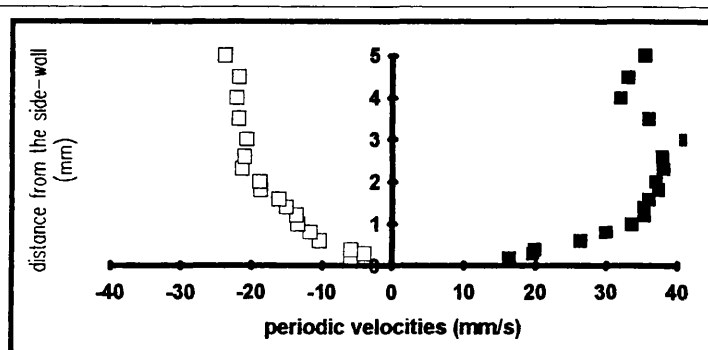 distance from the side-wall
(mm)
5
4
3
2
1
0
-40 -30 -20 -10 0 10 20 30 40
periodic velocities (mm/s)